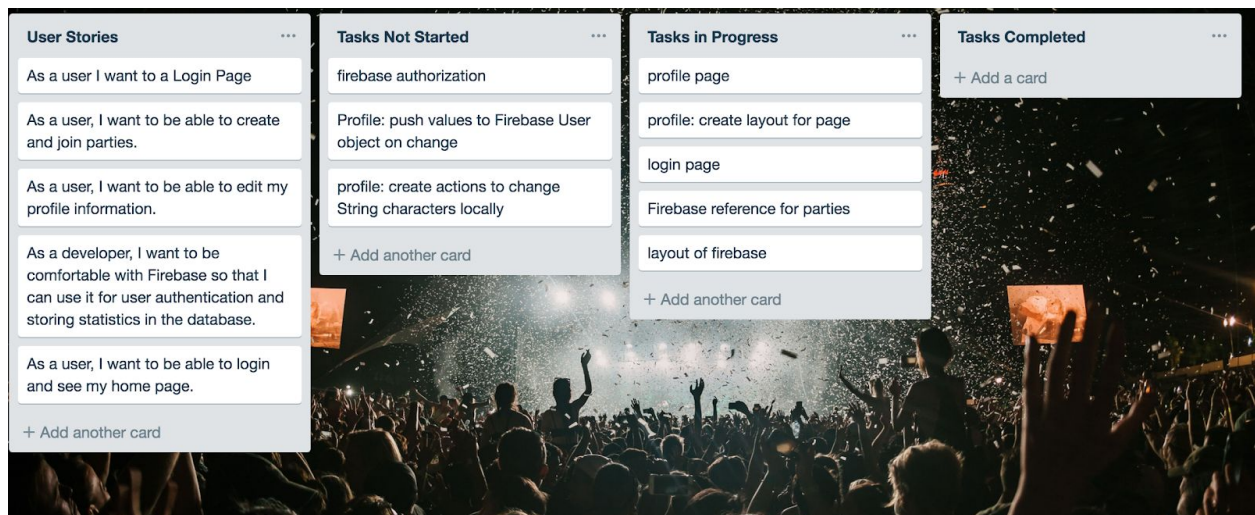 User Stories
As a user I want to a Login Page
As a user, I want to be able to create
and join parties.
As a user, I want to be able to edit my
profile information.
As a developer, I want to be
comfortable with Firebase so that I
can use it for user authentication and
storing statistics in the database.
As a user, I want to be able to login
and see my home page.
+ Add another card
Tasks Not Started
firebase authorization
Profile: push values to Firebase User
object on change
profile: create actions to change
String characters locally
+ Add another card
Tasks in Progress
profile page
profile: create layout for page
login page
Firebase reference for parties
layout of firebase
+ Add another card
Tasks Completed
+ Add a card